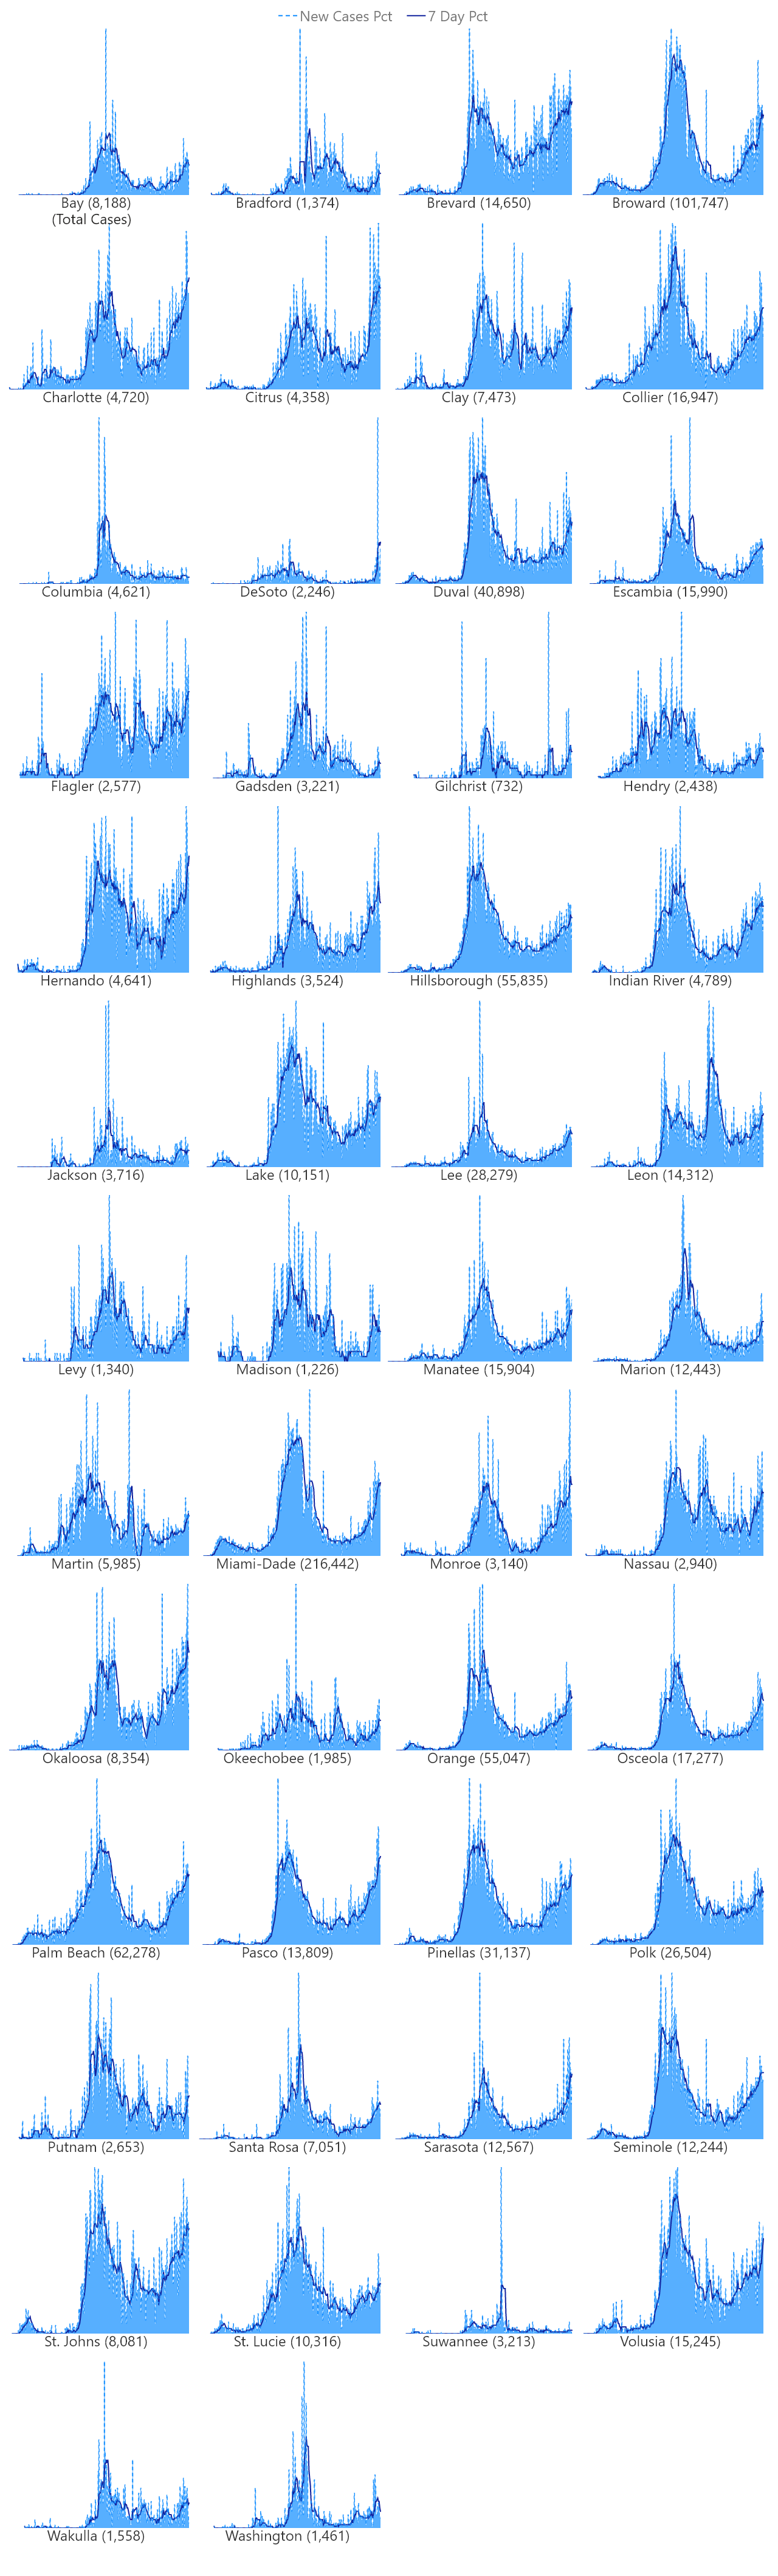 New Cases Pct 7 Day Pct
Bay (8,188) Bradford (1,374) Brevard (14,650) Broward (101,747)
(Total Cases)
Charlotte (4,720) Citrus (4,358) Clay (7,473) Collier (16,947)
Columbia (4,621) DeSoto (2,246) Duval (40,898) Escambia (15,990)
Flagler (2,577) Gadsden (3,221) Gilchrist (732) Hendry (2,438)
Hernando (4,641) Highlands (3,524) Hillsborough (55,835) Indian River (4,789)
Jackson (3,716) Lake (10,151) Lee (28,279) Leon (14,312)
Levy (1,340) Madison (1,226) Manatee (15,904) Marion (12,443)
Martin (5,985) Miami-Dade (216,442) Monroe (3,140) Nassau (2,940)
Okaloosa (8,354) Okeechobee (1,985) Orange (55,047) Osceola (17,277)
Palm Beach (62,278) Pasco (13,809) Pinellas (31,137) Polk (26,504)
Putnam (2,653) Santa Rosa (7,051) Sarasota (12,567) Seminole (12,244)
St. Johns (8,081) St. Lucie (10,316) Suwannee (3,213) Volusia (15,245)
Wakulla (1,558) Washington (1,461)